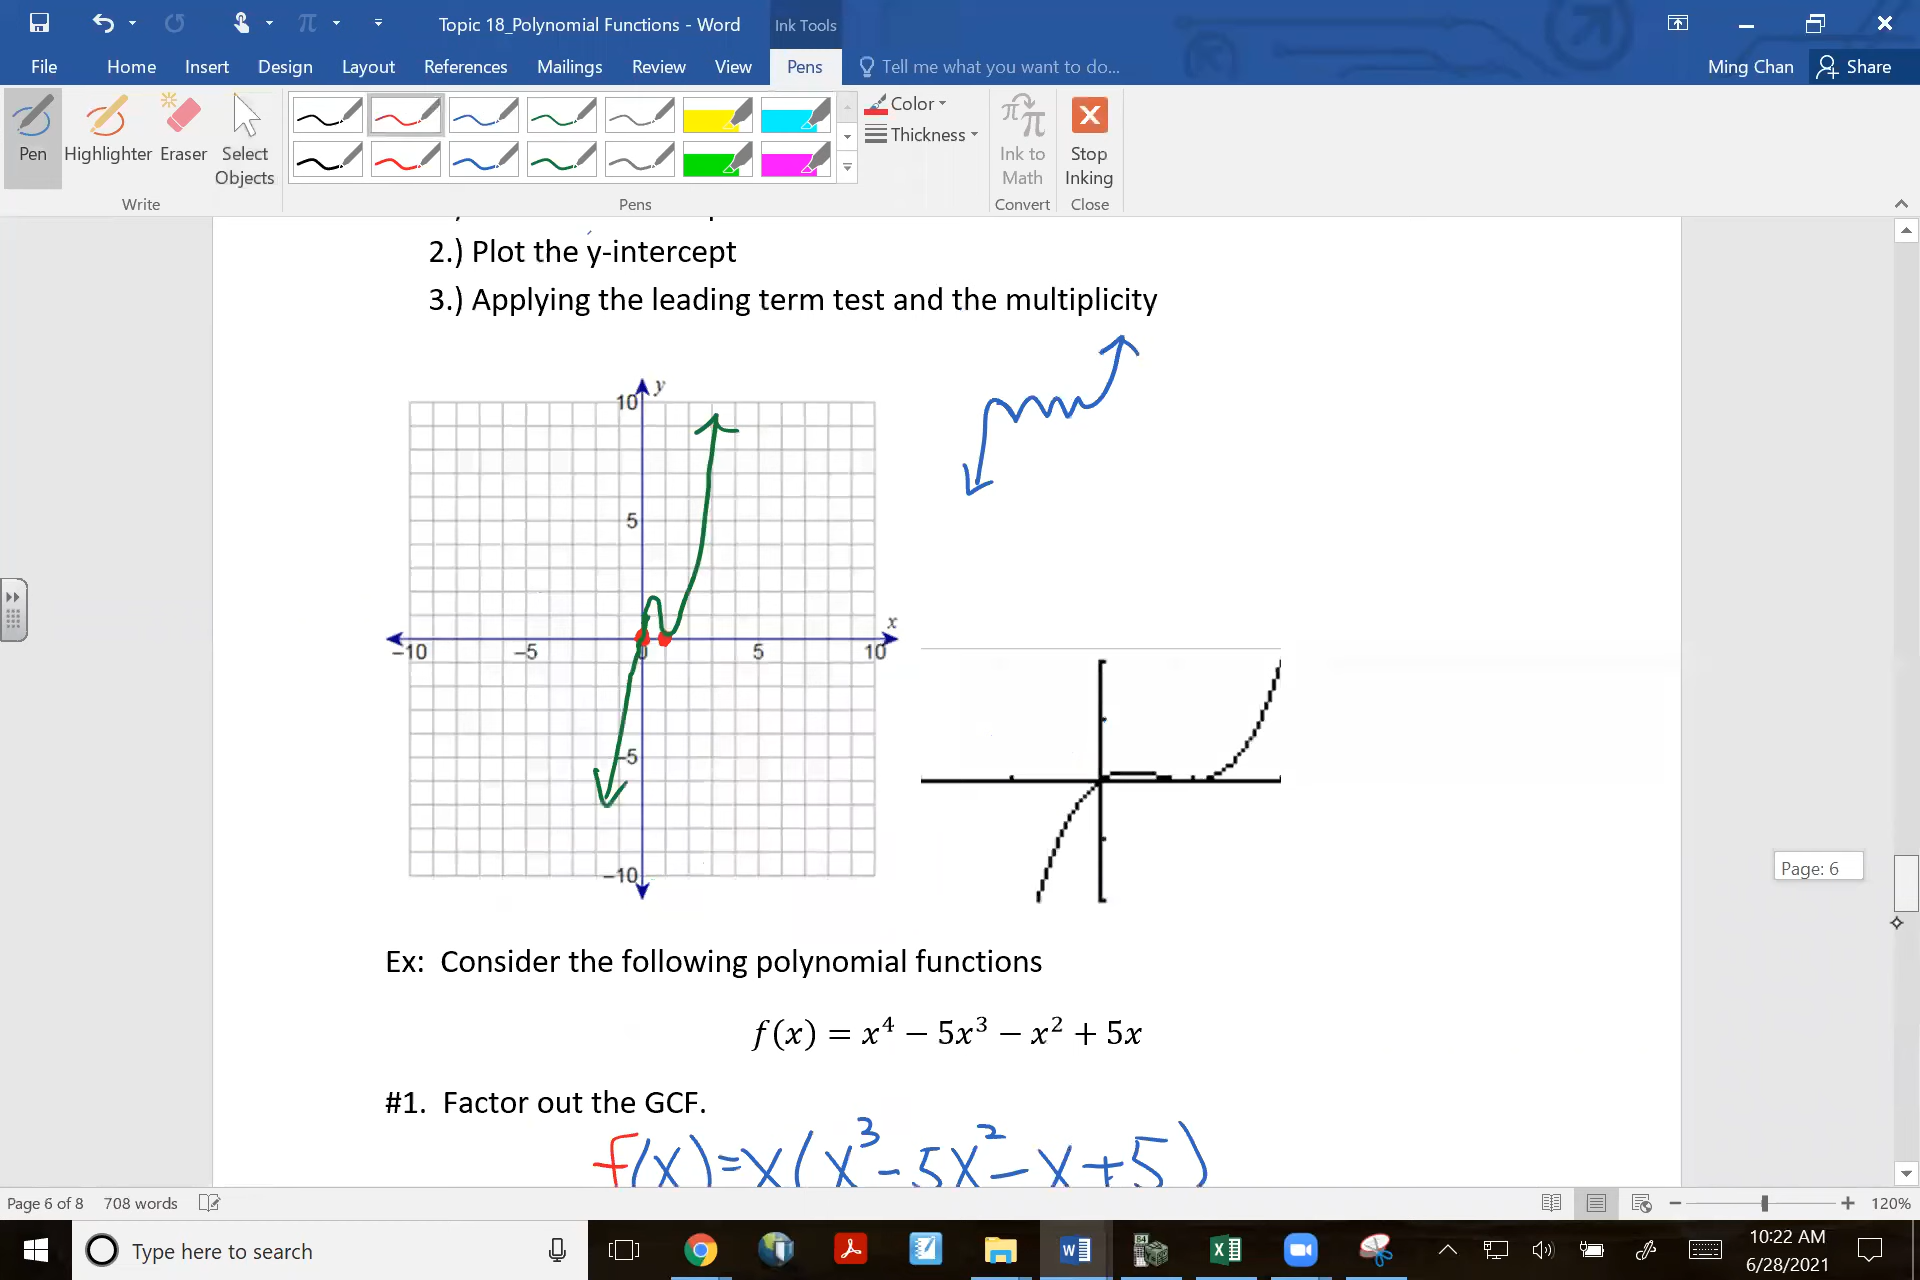 Topic 18_Polynomial Functions - Word
Ink Tools
File Home Insert Design Layout References Mailings Review View Pens Tell me what you want to do... Ming Chan Share
Pen Highlighter Eraser Select Objects
Color
Thickness
Ink to Math
Stop Inking
Write Pens Convert Close
2.) Plot the y-intercept
3.) Applying the leading term test and the multiplicity
y
10
5
x
-10 -5 0 5 10
-5
-10
Page: 6
Ex: Consider the following polynomial functions
f(x) = x⁴ − 5x³ − x² + 5x
#1. Factor out the GCF.
f(x)=x(x³-5x²-x+5)
Page 6 of 8 708 words 120%
Type here to search
10:22 AM
6/28/2021